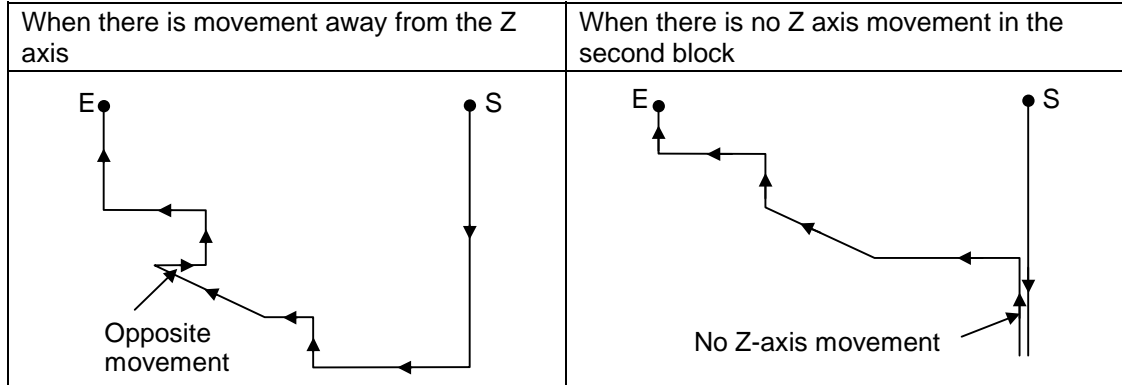 When there is movement away from the Z
axis
When there is no Z axis movement in the
second block
E
S
Opposite
movement
E
S
No Z-axis movement